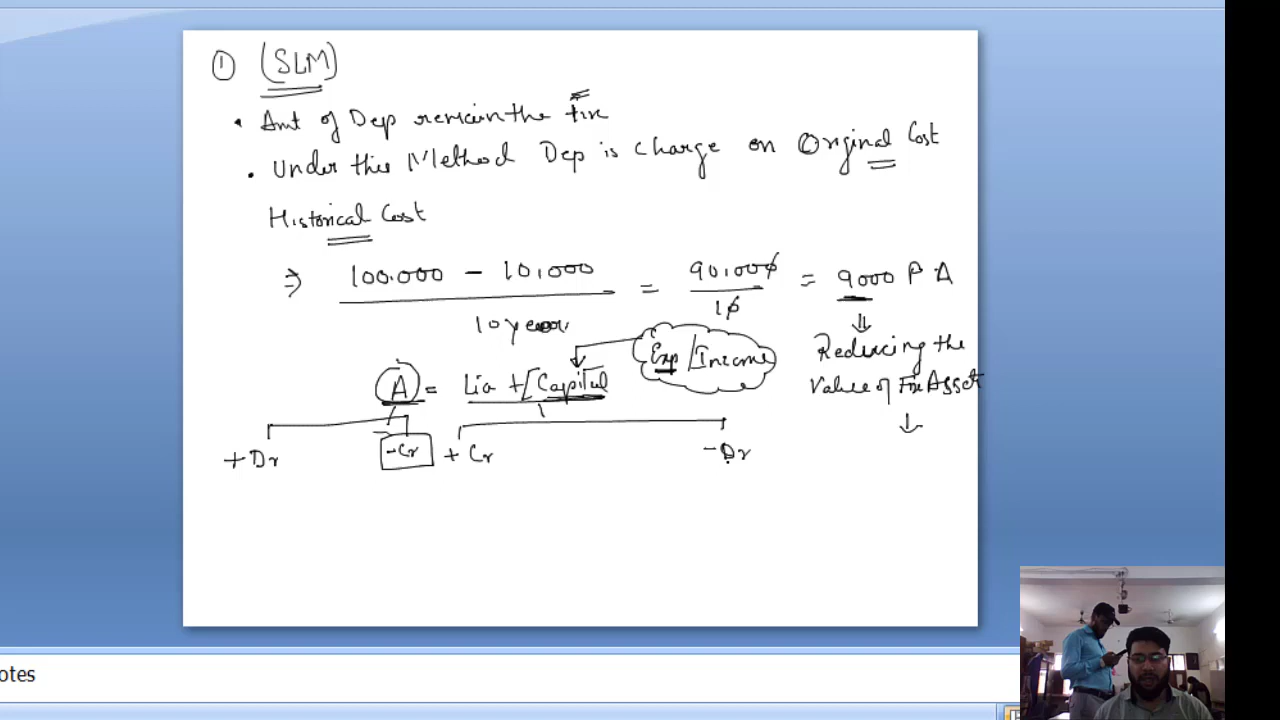 ① (SLM)
• Amt of Dep remain the fix
• Under this Method Dep is charge on Original Cost
Historical Cost
⇒ 100.000 - 10,000 / 10 year = 90,000 / 10 = 9000 P A
⇓
Exp / Income
Reducing the
Value of Fix Asset
A = Lia + [Capital
↓
+ Dr - Cr + Cr - Dr
otes